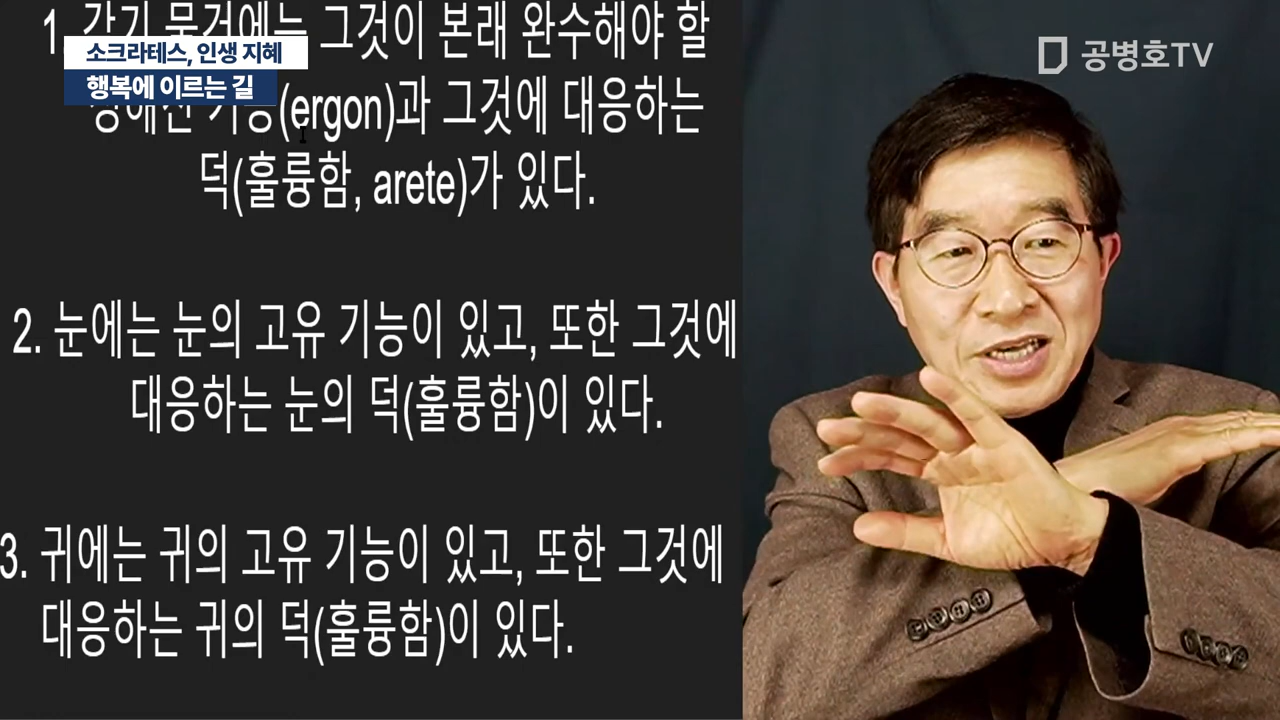 1. 각기 물건에는 그것이 본래 완수해야 할
소크라테스, 인생 지혜
행복에 이르는 길
(ergon)과 그것에 대응하는
덕(훌륭함, arete)가 있다.
2. 눈에는 눈의 고유 기능이 있고, 또한 그것에
대응하는 눈의 덕(훌륭함)이 있다.
3. 귀에는 귀의 고유 기능이 있고, 또한 그것에
대응하는 귀의 덕(훌륭함)이 있다.
공병호TV